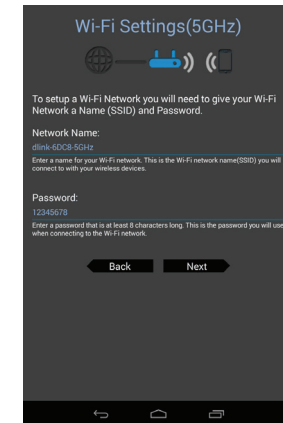 Wi-Fi Settings(5GHz)
To setup a Wi-Fi Network you will need to give your Wi-Fi
Network a Name (SSID) and Password.
Network Name:
dlink-6DC8-5GHz
Enter a name for your Wi-Fi network. This is the Wi-Fi network name(SSID) you will
connect to with your wireless devices.
Password:
12345678
Enter a password that is at least 8 characters long. This is the password you will use
when connecting to the Wi-Fi network.
Back Next